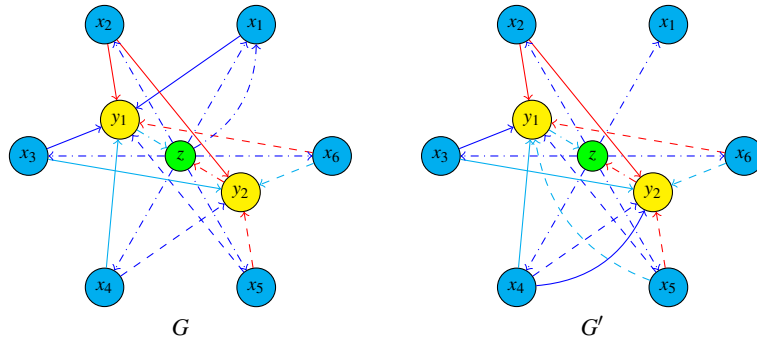 x₂ x₁ x₂ x₁
y₁ y₁
x₃ z x₆ x₃ z x₆
y₂ y₂
x₄ x₅ x₄ x₅
G G′